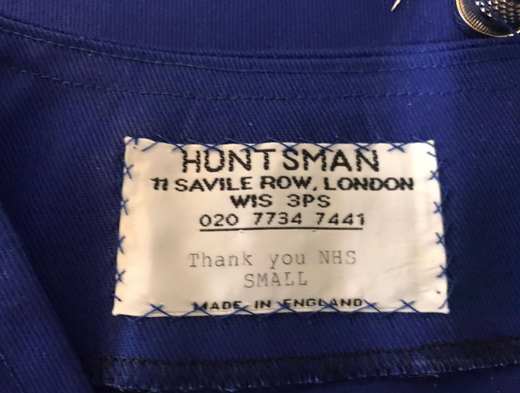 HUNTSMAN
11 SAVILE ROW, LONDON
W1S 3PS
020 7734 7441
Thank you NHS
SMALL
MADE IN ENGLAND